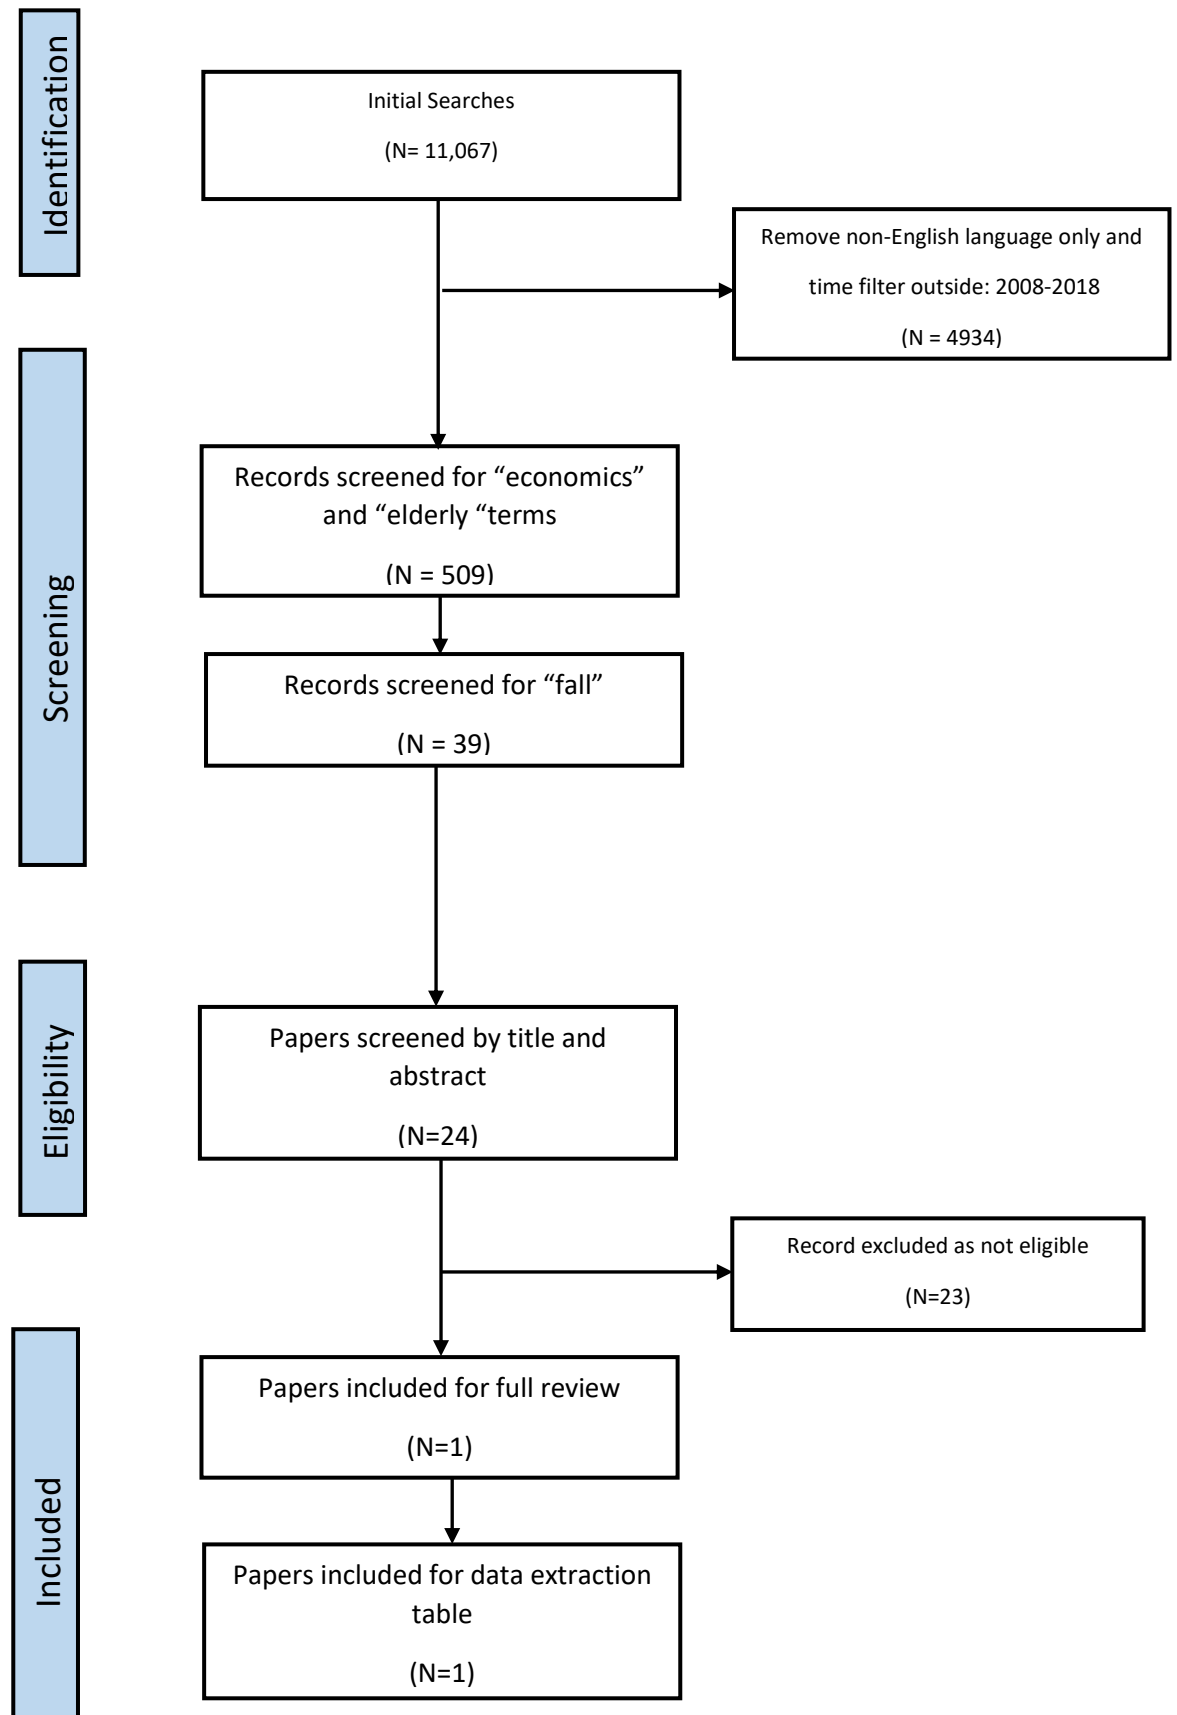 Identification
Initial Searches
(N= 11,067)
Remove non-English language only and
time filter outside: 2008-2018
(N = 4934)
Screening
Records screened for “economics”
and “elderly “terms
(N = 509)
Records screened for “fall”
(N = 39)
Eligibility
Papers screened by title and
abstract
(N=24)
Record excluded as not eligible
(N=23)
Included
Papers included for full review
(N=1)
Papers included for data extraction
table
(N=1)